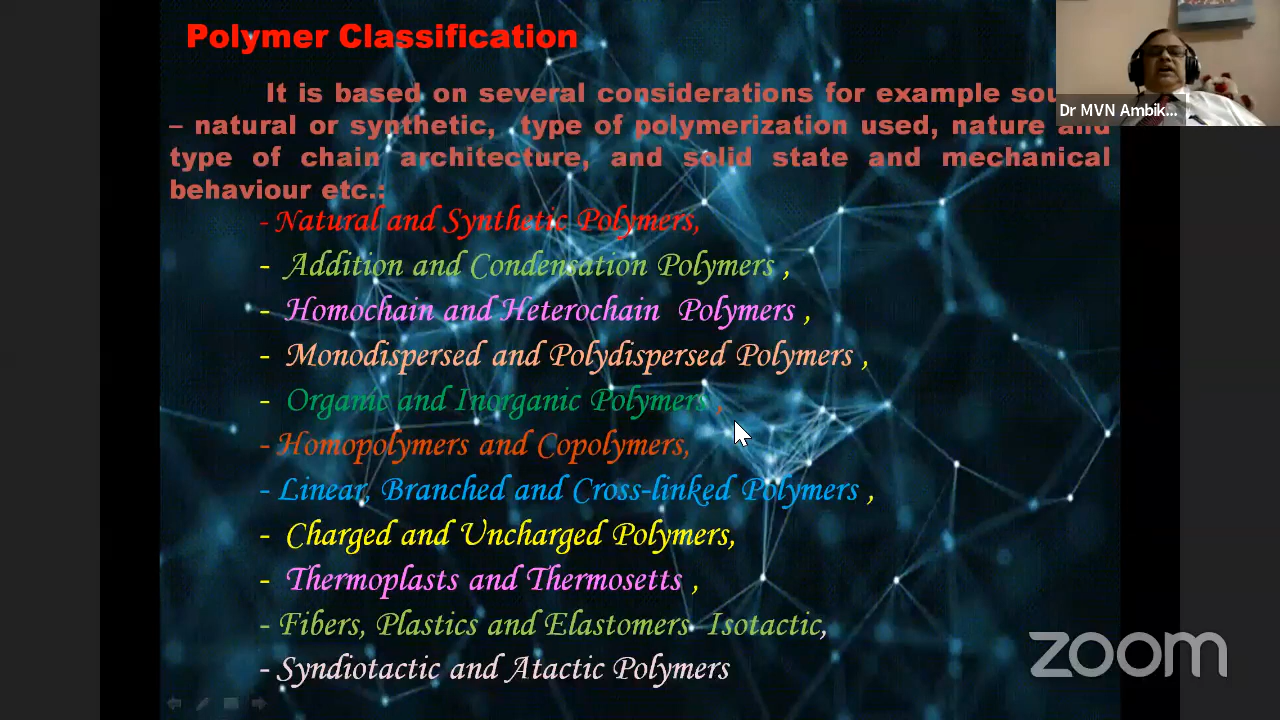 Polymer Classification
It is based on several considerations for example
– natural or synthetic, type of polymerization used, nature and
type of chain architecture, and solid state and mechanical
behaviour etc.:
- Natural and Synthetic Polymers,
- Addition and Condensation Polymers ,
- Homochain and Heterochain Polymers ,
- Monodispersed and Polydispersed Polymers ,
- Organic and Inorganic Polymers ,
- Homopolymers and Copolymers,
- Linear, Branched and Cross-linked Polymers ,
- Charged and Uncharged Polymers,
- Thermoplasts and Thermosetts ,
- Fibers, Plastics and Elastomers Isotactic,
- Syndiotactic and Atactic Polymers
Dr MVN Ambik...
zoom